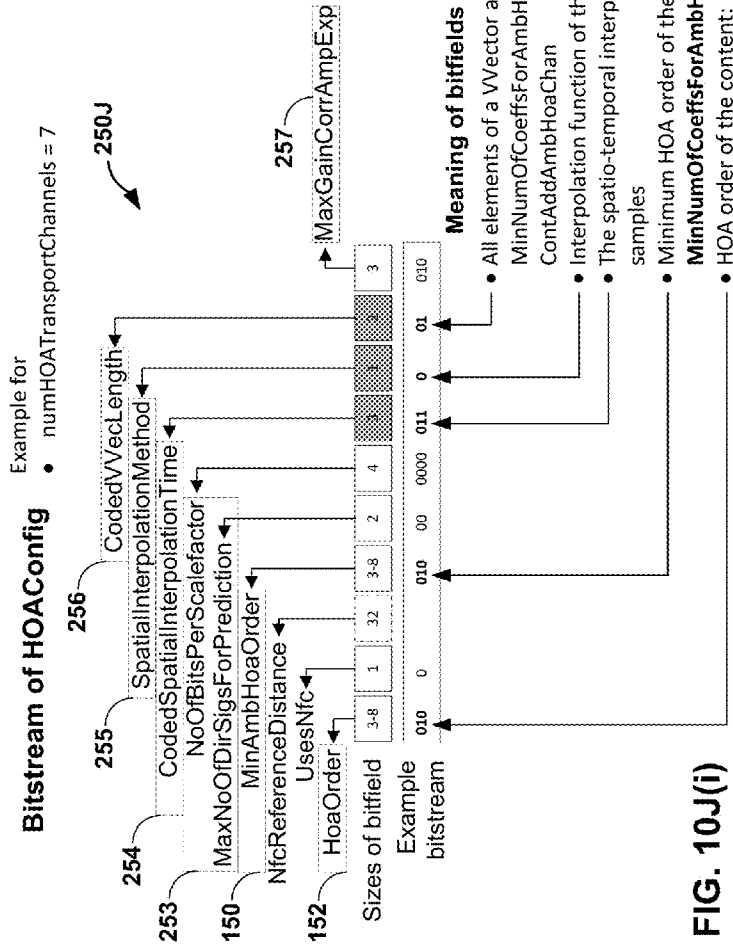 Bitstream of HOAConfig
Example for
• numHOATransportChannels = 7
250J
256
CodedVVecLength
255
SpatialInterpolationMethod
254
CodedSpatialInterpolationTime
NoOfBitsPerScalefactor
253
MaxNoOfDirSigsForPrediction
150
MinAmbHoaOrder
NfcReferenceDistance
UsesNfc
152
HoaOrder
257
MaxGainCorrAmpExp
Sizes of bitfield
3-8 1 32 3-8 2 4 3
Example
bitstream
010 0 010 00 0000 011 0 01 010
Meaning of bitfields
• All elements of a VVector a
MinNumOfCoeffsForAmbH
ContAddAmbHoaChan
• Interpolation function of th
• The spatio-temporal interp
samples
• Minimum HOA order of the
MinNumOfCoeffsForAmbH
• HOA order of the content:
FIG. 10J(i)